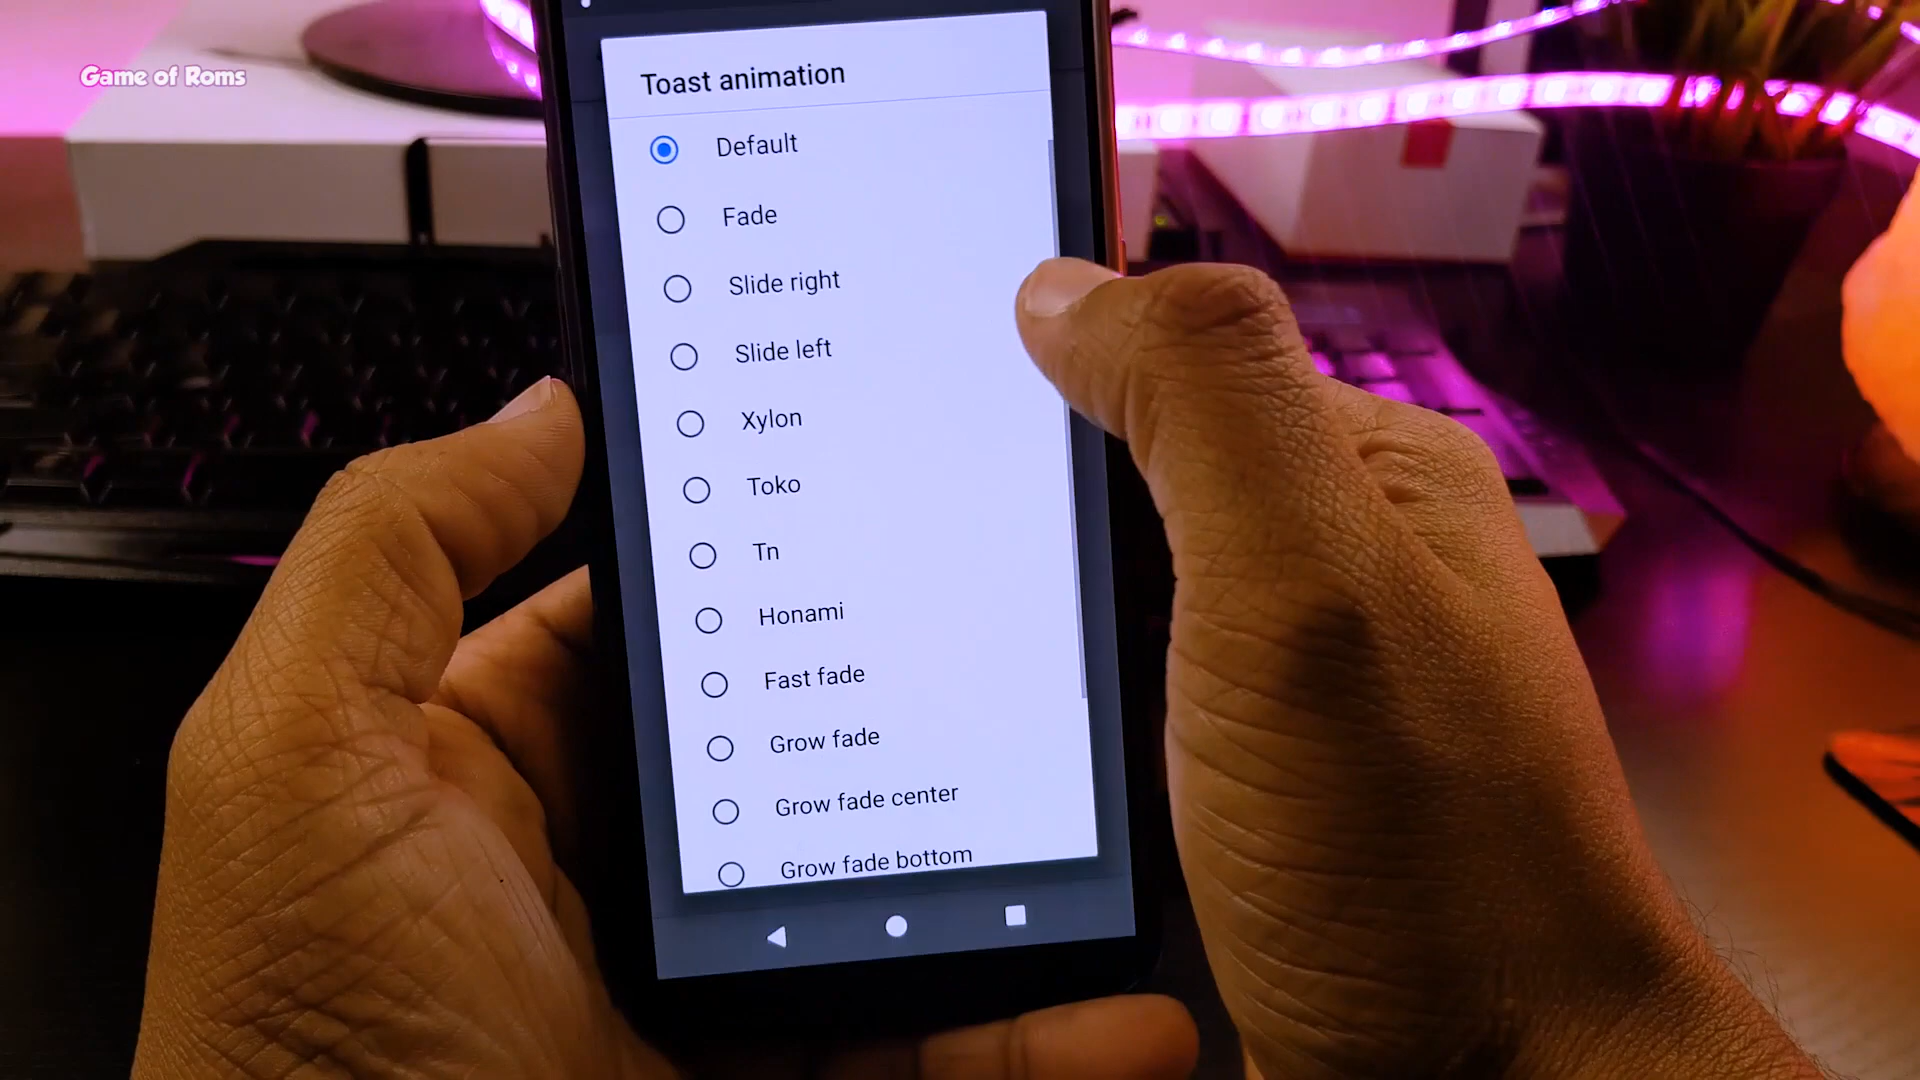 Game of Roms
Toast animation
Default
Fade
Slide right
Slide left
Xylon
Toko
Tn
Honami
Fast fade
Grow fade
Grow fade center
Grow fade bottom